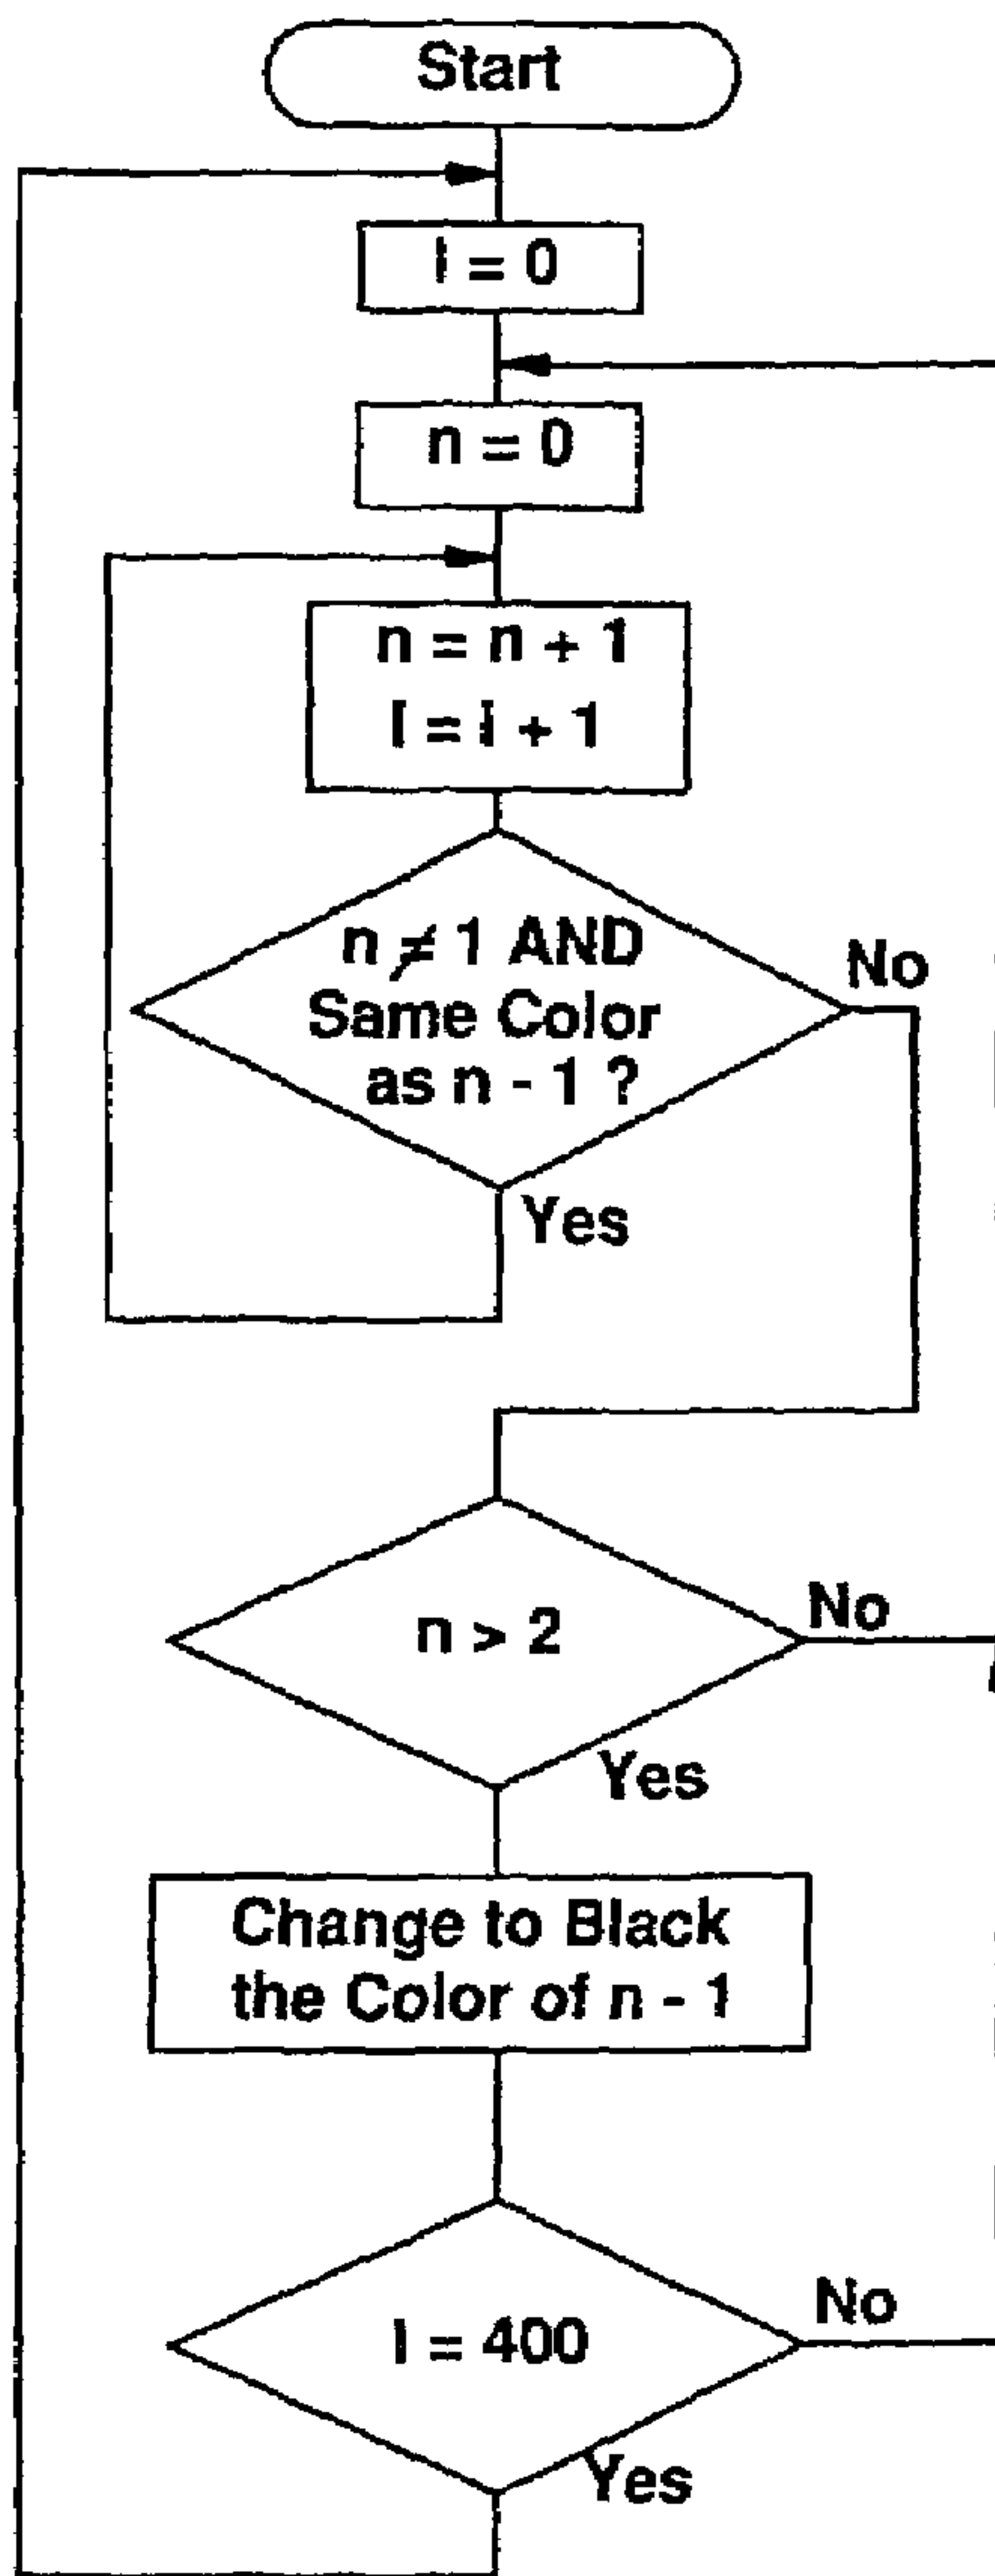 Start
I = 0
n = 0
n = n + 1
I = I + 1
n ≠ 1 AND
Same Color
as n - 1 ?
No
Yes
n > 2
No
Yes
Change to Black
the Color of n - 1
I = 400
No
Yes